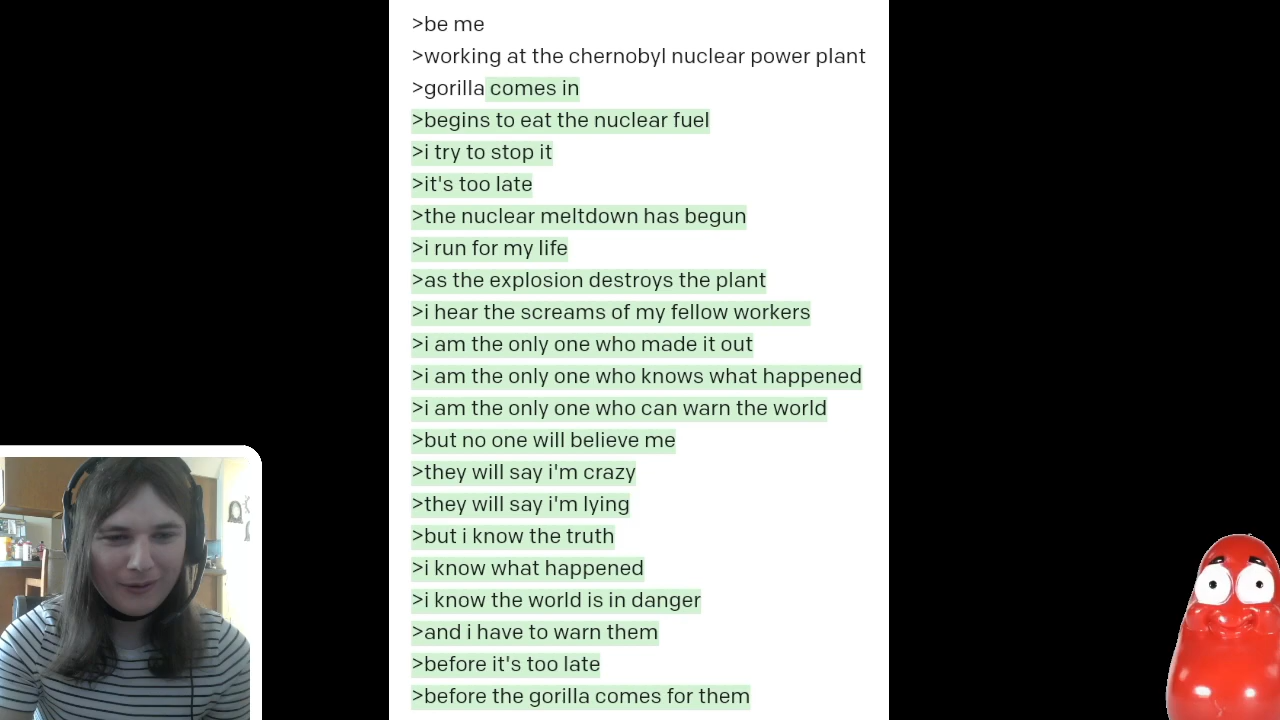 >be me
>working at the chernobyl nuclear power plant
>gorilla comes in
>begins to eat the nuclear fuel
>i try to stop it
>it's too late
>the nuclear meltdown has begun
>i run for my life
>as the explosion destroys the plant
>i hear the screams of my fellow workers
>i am the only one who made it out
>i am the only one who knows what happened
>i am the only one who can warn the world
>but no one will believe me
>they will say i'm crazy
>they will say i'm lying
>but i know the truth
>i know what happened
>i know the world is in danger
>and i have to warn them
>before it's too late
>before the gorilla comes for them